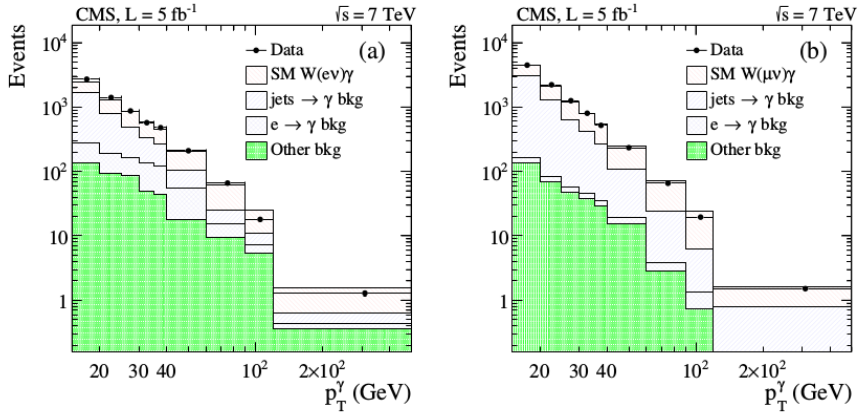 CMS, L = 5 fb⁻¹ √s = 7 TeV
Events
10⁴
10³
10²
10
1
(a)
Data
SM W(eν)γ
jets → γ bkg
e → γ bkg
Other bkg
20 30 40 10² 2×10²
p_T^γ (GeV)
CMS, L = 5 fb⁻¹ √s = 7 TeV
Events
10⁴
10³
10²
10
1
(b)
Data
SM W(μν)γ
jets → γ bkg
e → γ bkg
Other bkg
20 30 40 10² 2×10²
p_T^γ (GeV)